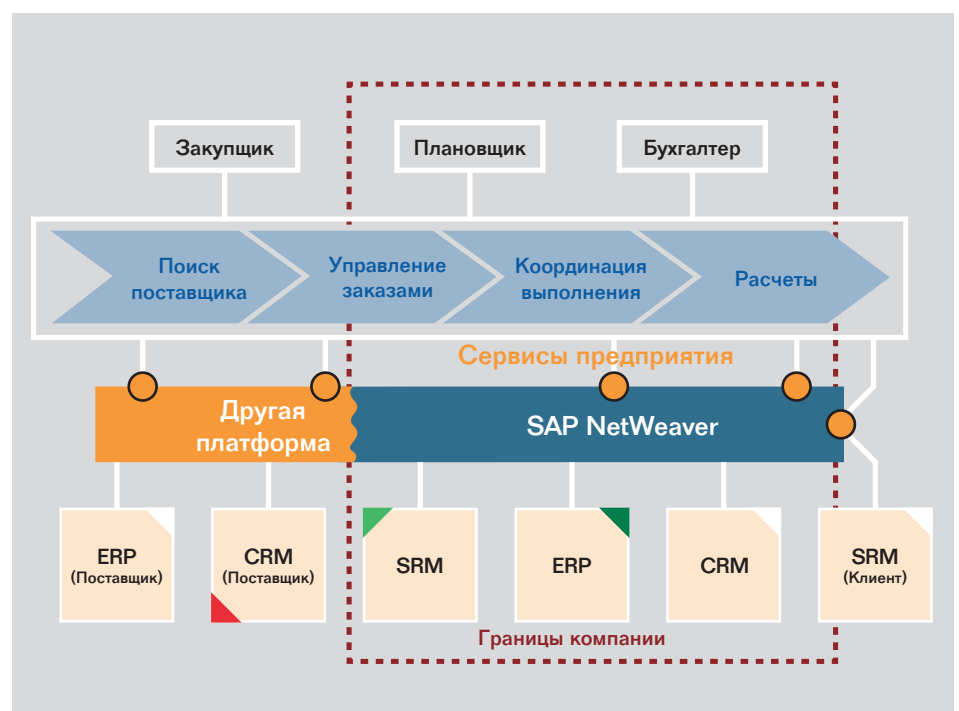 Закупщик
Плановщик
Бухгалтер
Поиск
поставщика
Управление
заказами
Координация
выполнения
Расчеты
Сервисы предприятия
Другая
платформа
SAP NetWeaver
ERP
(Поставщик)
CRM
(Поставщик)
SRM
ERP
CRM
SRM
(Клиент)
Границы компании